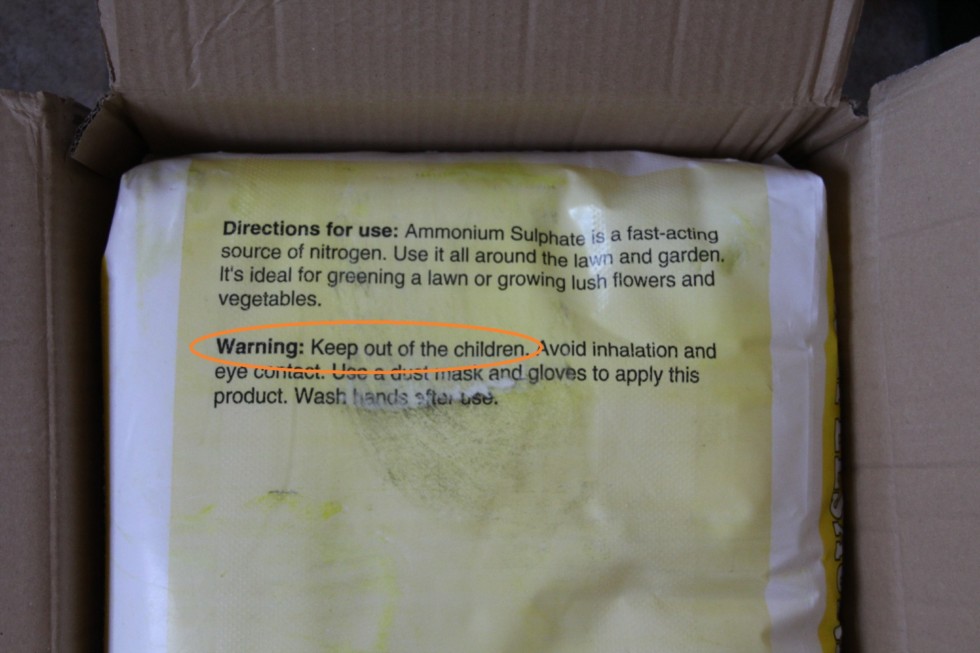 Directions for use: Ammonium Sulphate is a fast-acting
source of nitrogen. Use it all around the lawn and garden.
It's ideal for greening a lawn or growing lush flowers and
vegetables.
Warning: Keep out of the children. Avoid inhalation and
eye contact. Use a dust mask and gloves to apply this
product. Wash hands after use.